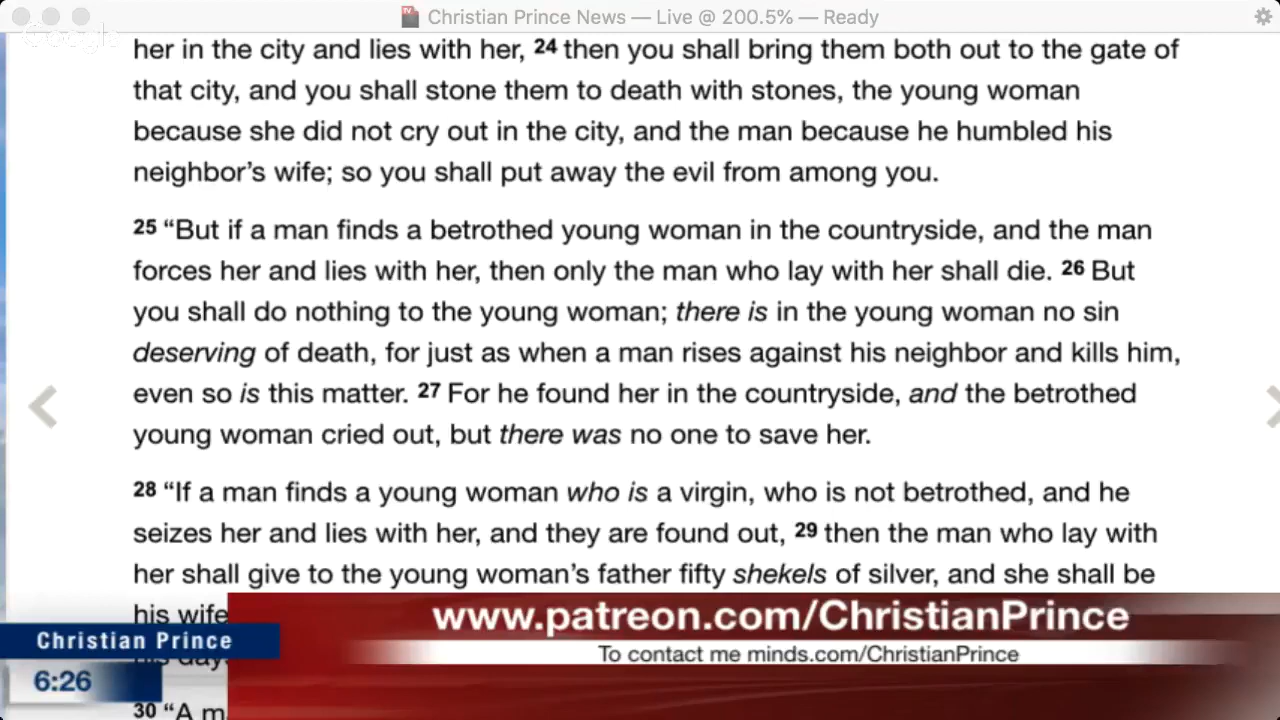 Christian Prince News — Live @ 200.5% — Ready
her in the city and lies with her, 24 then you shall bring them both out to the gate of
that city, and you shall stone them to death with stones, the young woman
because she did not cry out in the city, and the man because he humbled his
neighbor’s wife; so you shall put away the evil from among you.
25 “But if a man finds a betrothed young woman in the countryside, and the man
forces her and lies with her, then only the man who lay with her shall die. 26 But
you shall do nothing to the young woman; there is in the young woman no sin
deserving of death, for just as when a man rises against his neighbor and kills him,
even so is this matter. 27 For he found her in the countryside, and the betrothed
young woman cried out, but there was no one to save her.
28 “If a man finds a young woman who is a virgin, who is not betrothed, and he
seizes her and lies with her, and they are found out, 29 then the man who lay with
her shall give to the young woman’s father fifty shekels of silver, and she shall be
his wife
www.patreon.com/ChristianPrince
Christian Prince
To contact me minds.com/ChristianPrince
day
6:26
30 “A m